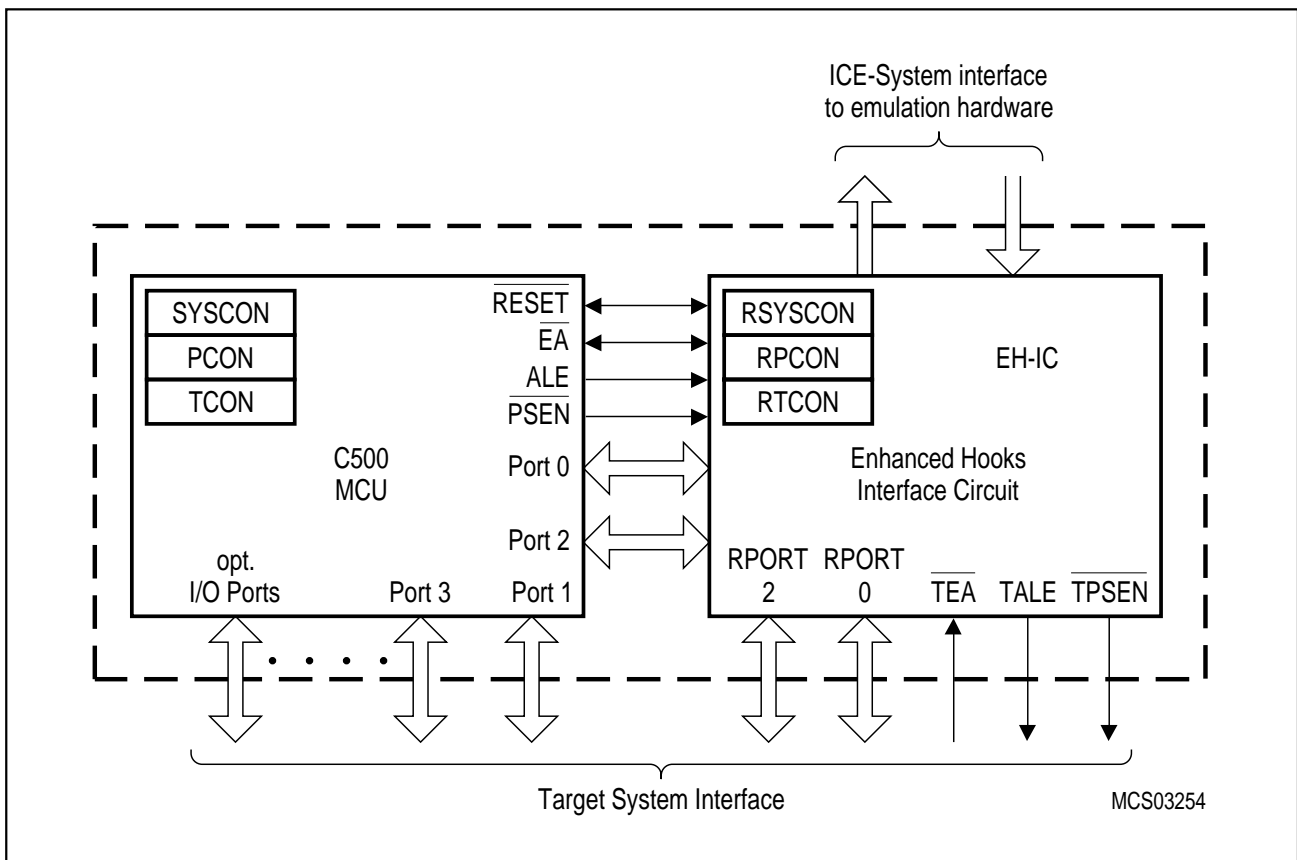 ICE-System interface
to emulation hardware
SYSCON
PCON
TCON
RESET
EA
ALE
PSEN
Port 0
Port 2
C500
MCU
opt.
I/O Ports
Port 3
Port 1
RSYSCON
RPCON
RTCON
EH-IC
Enhanced Hooks
Interface Circuit
RPORT
2
RPORT
0
TEA
TALE
TPSEN
Target System Interface
MCS03254